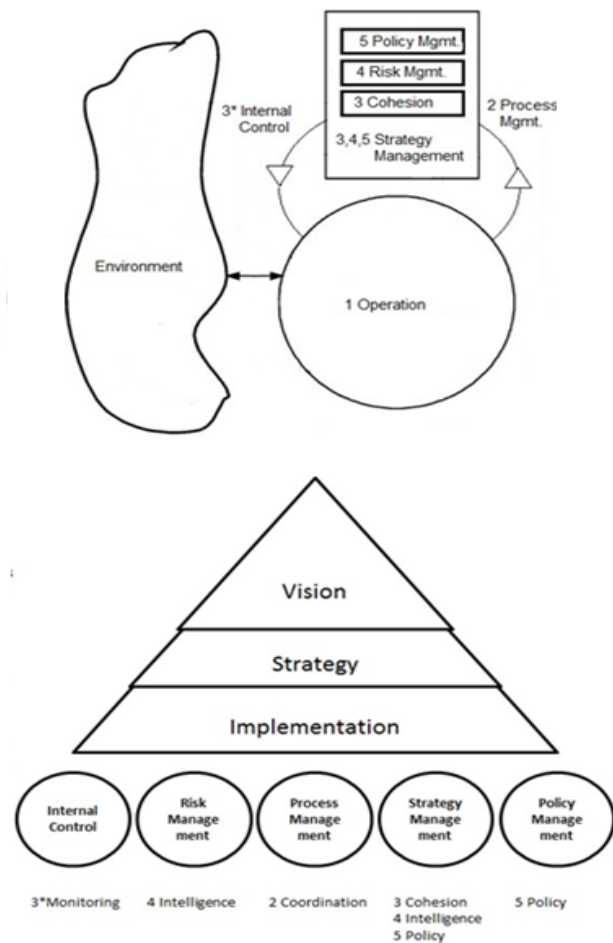 5 Policy Mgmt.
4 Risk Mgmt.
3 Cohesion
3,4,5 Strategy
Management
3* Internal
Control
2 Process
Mgmt.
Environment
1 Operation
s
Vision
Strategy
Implementation
Internal
Control
Risk
Manage
ment
Process
Manage
ment
Strategy
Manage
ment
Policy
Manage
ment
3*Monitoring
4 Intelligence
2 Coordination
3 Cohesion
4 Intelligence
5 Policy
5 Policy